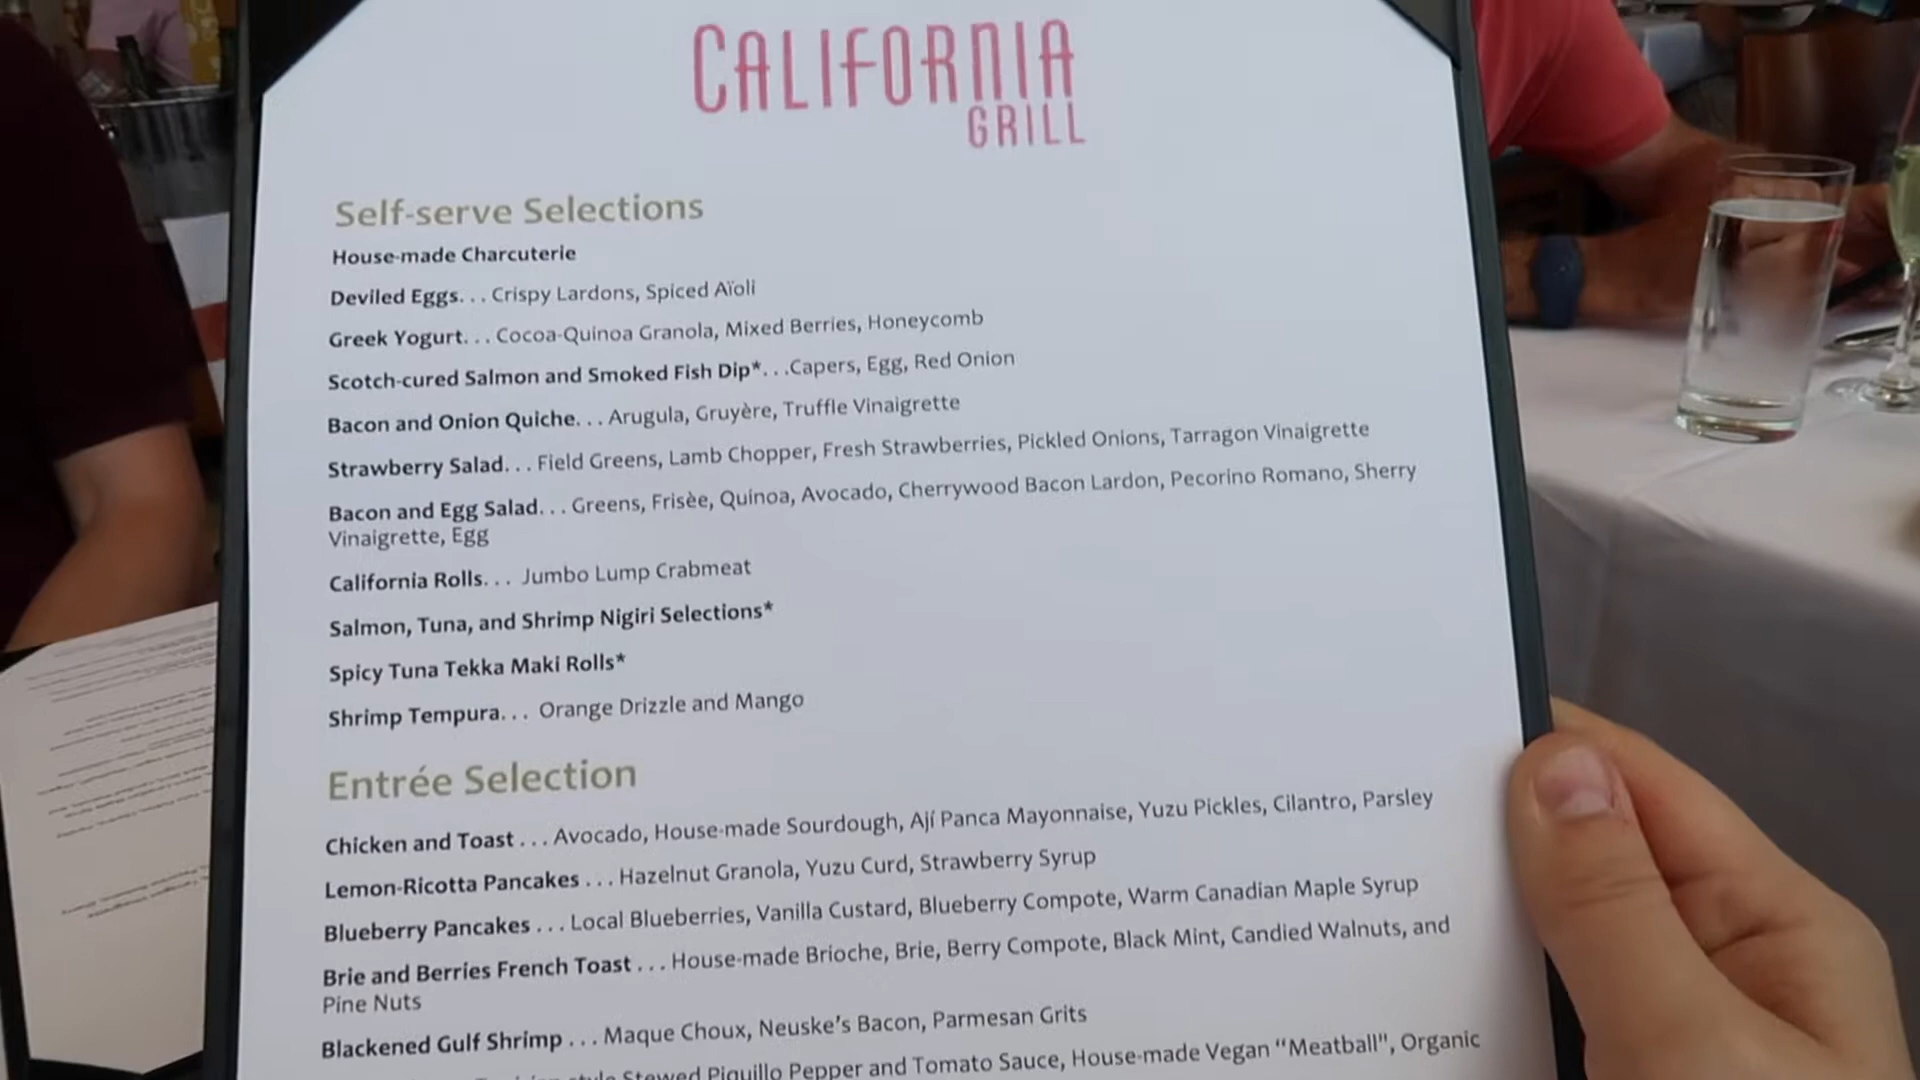 CALIFORNIA
GRILL
Self-serve Selections
House-made Charcuterie
Deviled Eggs. . . Crispy Lardons, Spiced Aïoli
Greek Yogurt. . . Cocoa-Quinoa Granola, Mixed Berries, Honeycomb
Scotch-cured Salmon and Smoked Fish Dip*. . .Capers, Egg, Red Onion
Bacon and Onion Quiche. . . Arugula, Gruyère, Truffle Vinaigrette
Strawberry Salad. . . Field Greens, Lamb Chopper, Fresh Strawberries, Pickled Onions, Tarragon Vinaigrette
Bacon and Egg Salad. . . Greens, Frisèe, Quinoa, Avocado, Cherrywood Bacon Lardon, Pecorino Romano, Sherry
Vinaigrette, Egg
California Rolls. . . Jumbo Lump Crabmeat
Salmon, Tuna, and Shrimp Nigiri Selections*
Spicy Tuna Tekka Maki Rolls*
Shrimp Tempura. . . Orange Drizzle and Mango
Entrée Selection
Chicken and Toast . . . Avocado, House-made Sourdough, Ají Panca Mayonnaise, Yuzu Pickles, Cilantro, Parsley
Lemon-Ricotta Pancakes . . . Hazelnut Granola, Yuzu Curd, Strawberry Syrup
Blueberry Pancakes . . . Local Blueberries, Vanilla Custard, Blueberry Compote, Warm Canadian Maple Syrup
Brie and Berries French Toast . . . House-made Brioche, Brie, Berry Compote, Black Mint, Candied Walnuts, and
Pine Nuts
Blackened Gulf Shrimp . . . Maque Choux, Neuske's Bacon, Parmesan Grits
Stewed Piquillo Pepper and Tomato Sauce, House-made Vegan "Meatball", Organic